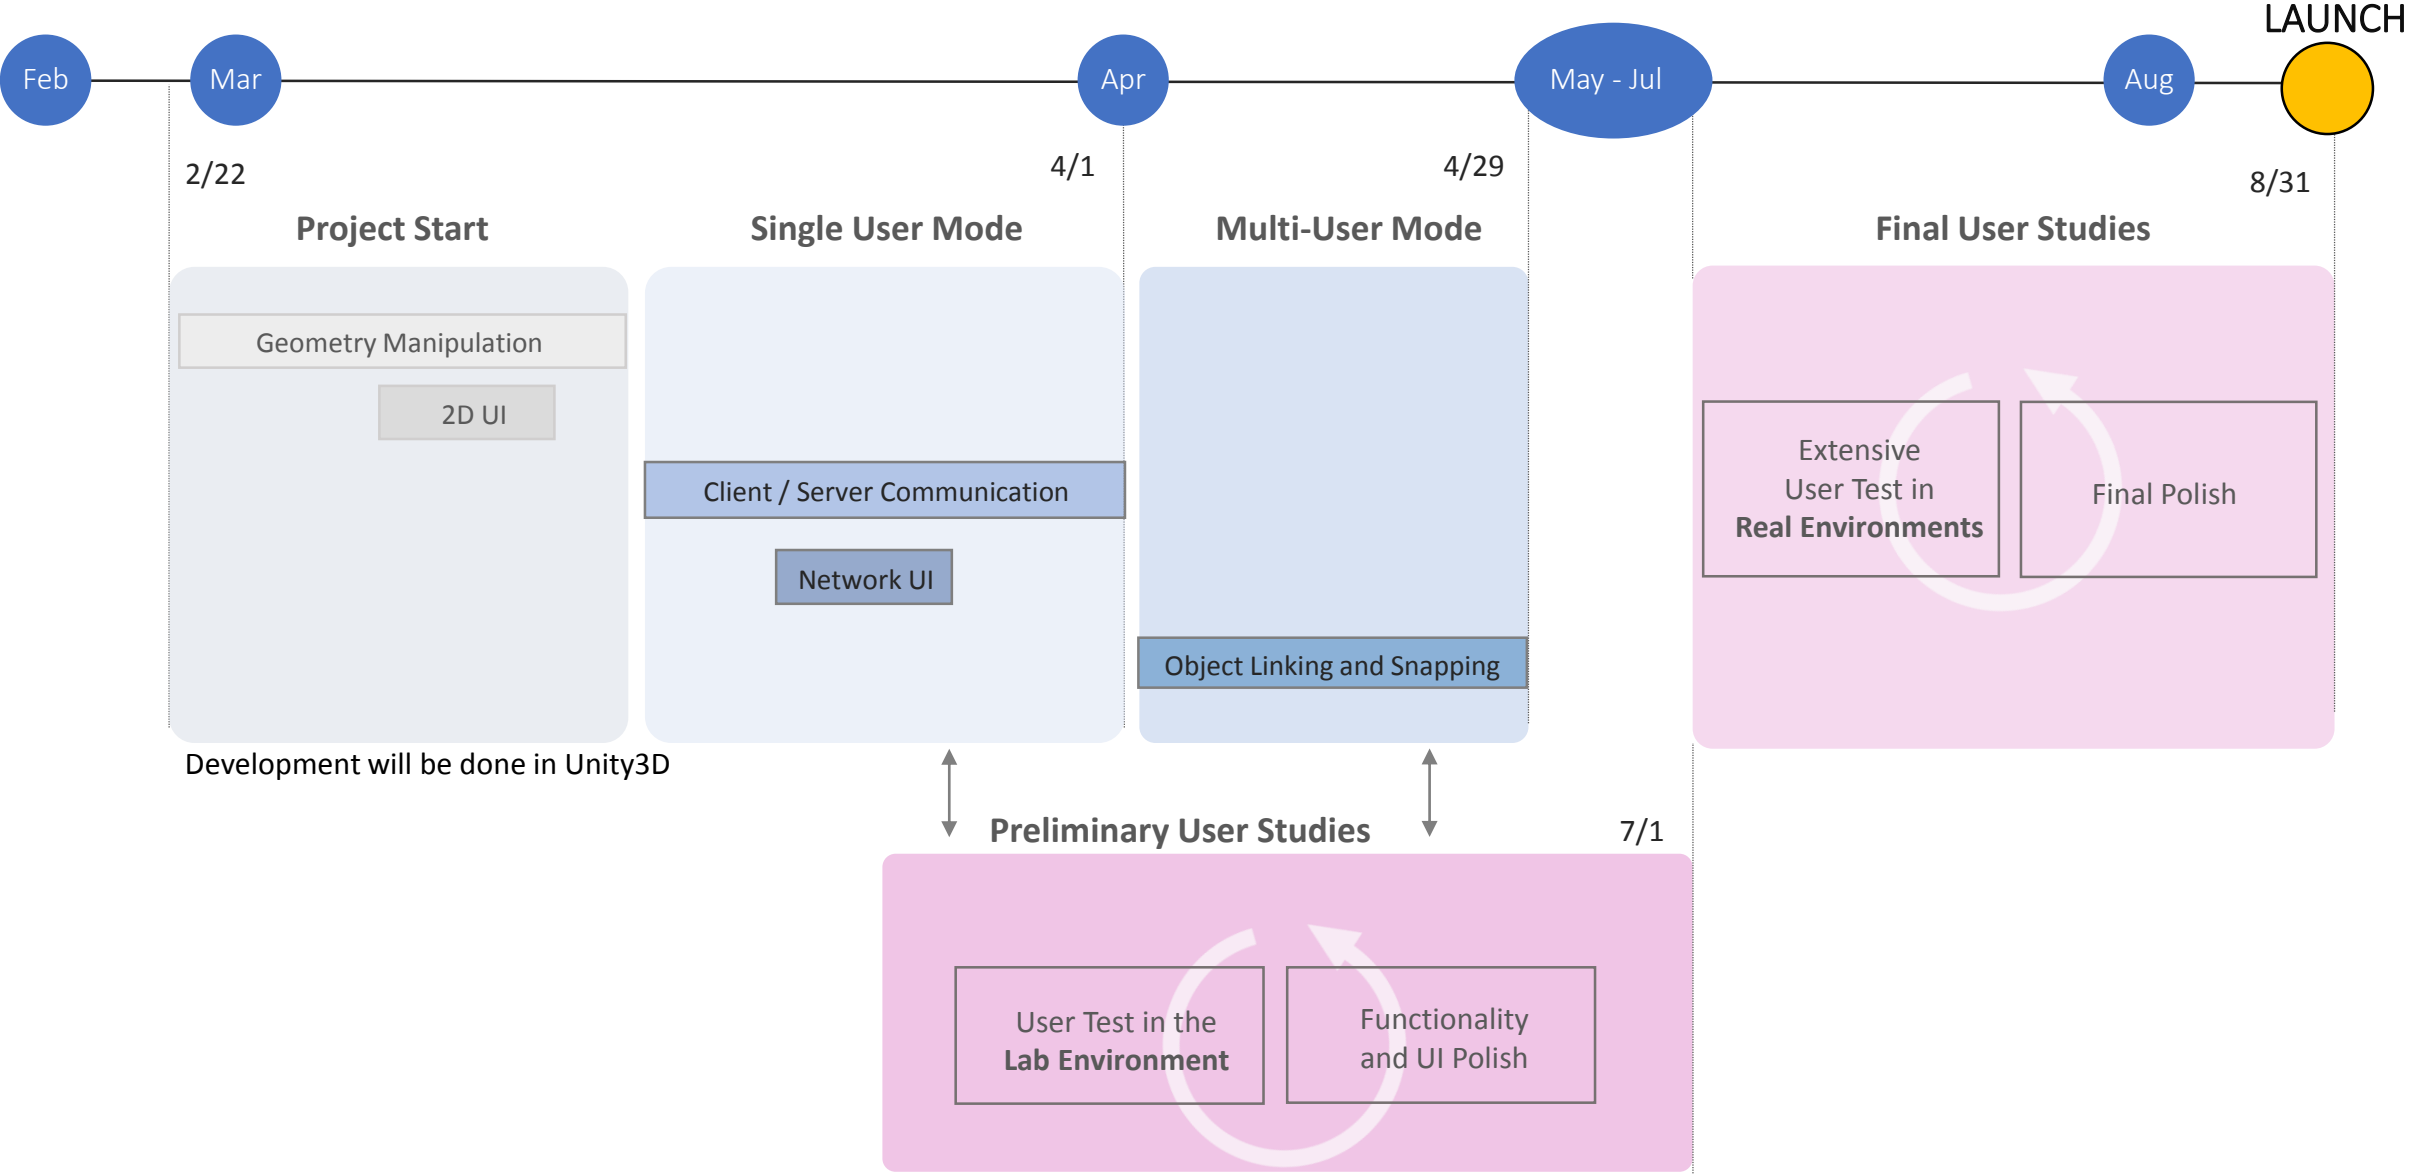 LAUNCH
Feb
Mar
Apr
May - Jul
Aug
2/22
4/1
4/29
8/31
Project Start
Single User Mode
Multi-User Mode
Final User Studies
Geometry Manipulation
2D UI
Client / Server Communication
Network UI
Object Linking and Snapping
Extensive
User Test in
Real Environments
Final Polish
Development will be done in Unity3D
Preliminary User Studies
7/1
User Test in the
Lab Environment
Functionality
and UI Polish